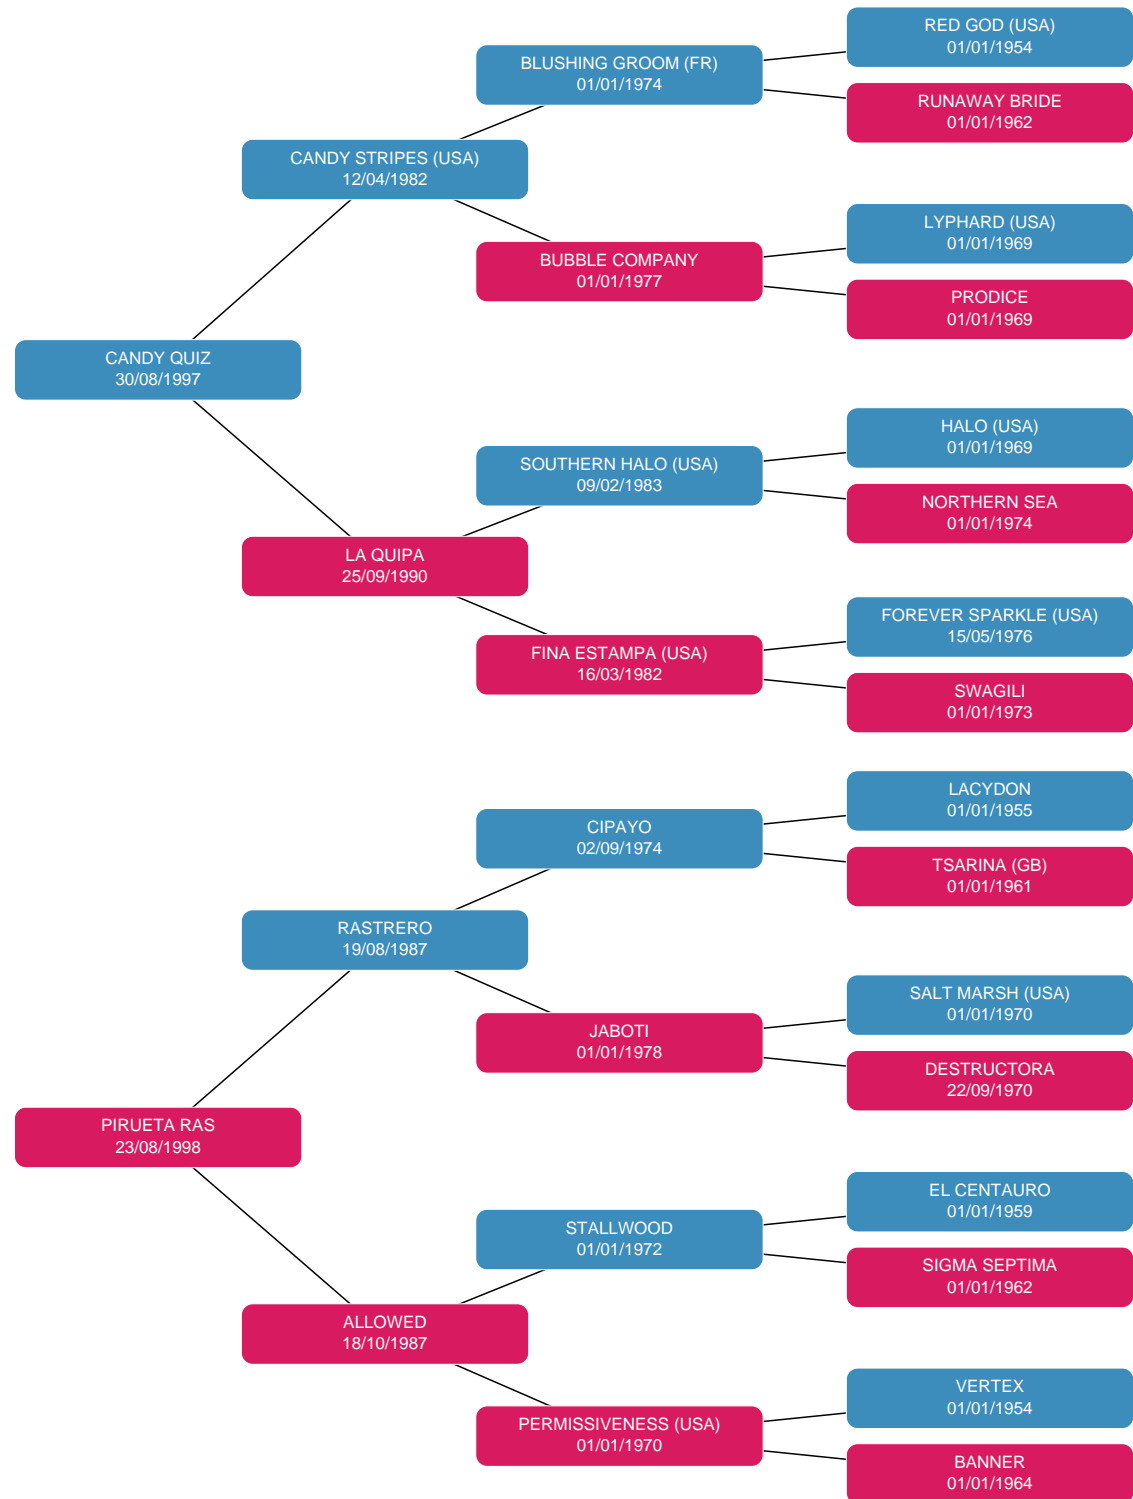 RED GOD (USA)
01/01/1954
BLUSHING GROOM (FR)
01/01/1974
RUNAWAY BRIDE
01/01/1962
CANDY STRIPES (USA)
12/04/1982
LYPHARD (USA)
01/01/1969
BUBBLE COMPANY
01/01/1977
PRODICE
01/01/1969
CANDY QUIZ
30/08/1997
HALO (USA)
01/01/1969
SOUTHERN HALO (USA)
09/02/1983
NORTHERN SEA
01/01/1974
LA QUIPA
25/09/1990
FOREVER SPARKLE (USA)
15/05/1976
FINA ESTAMPA (USA)
16/03/1982
SWAGILI
01/01/1973
LACYDON
01/01/1955
CIPAYO
02/09/1974
TSARINA (GB)
01/01/1961
RASTRERO
19/08/1987
SALT MARSH (USA)
01/01/1970
JABOTI
01/01/1978
DESTRUCTORA
22/09/1970
PIRUETA RAS
23/08/1998
EL CENTAURO
01/01/1959
STALLWOOD
01/01/1972
SIGMA SEPTIMA
01/01/1962
ALLOWED
18/10/1987
VERTEX
01/01/1954
PERMISSIVENESS (USA)
01/01/1970
BANNER
01/01/1964